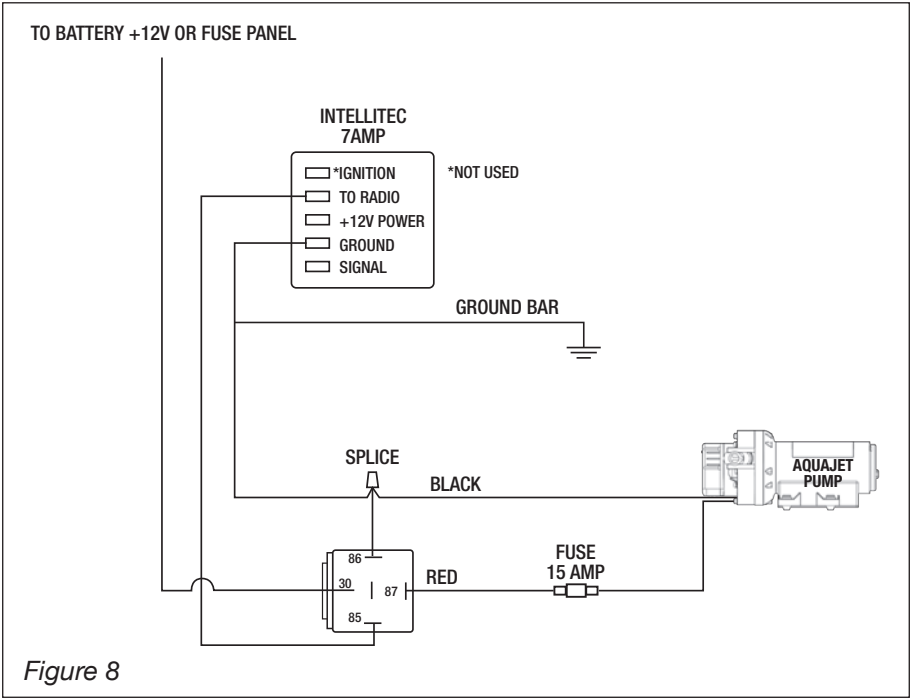 TO BATTERY +12V OR FUSE PANEL
INTELLITEC
7AMP
*IGNITION
*NOT USED
TO RADIO
+12V POWER
GROUND
SIGNAL
GROUND BAR
SPLICE
BLACK
AQUAJET
PUMP
86
30
87
85
RED
FUSE
15 AMP
Figure 8